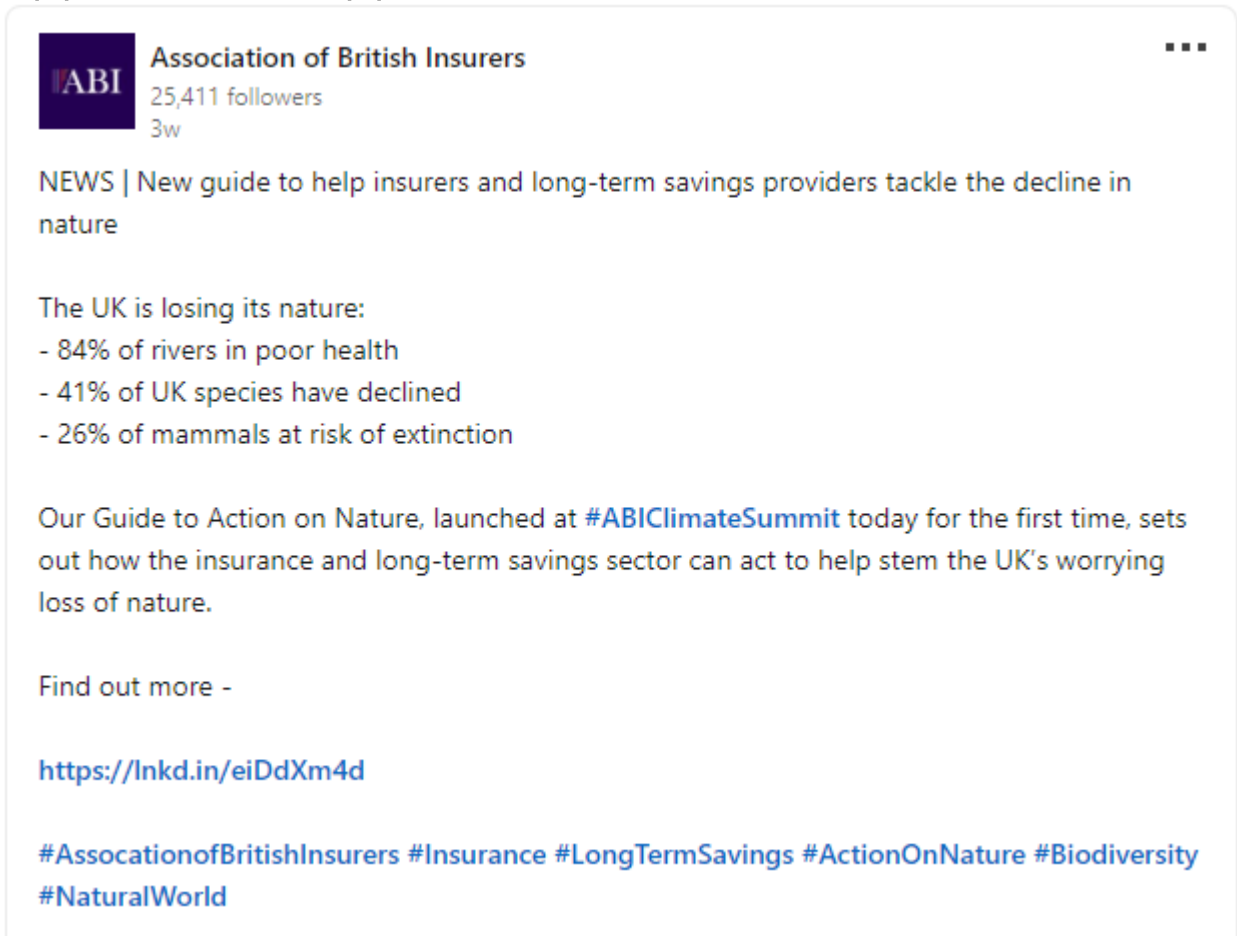 ABI
Association of British Insurers
25,411 followers
3w
NEWS | New guide to help insurers and long-term savings providers tackle the decline in
nature
The UK is losing its nature:
- 84% of rivers in poor health
- 41% of UK species have declined
- 26% of mammals at risk of extinction
Our Guide to Action on Nature, launched at #ABIClimateSummit today for the first time, sets
out how the insurance and long-term savings sector can act to help stem the UK's worrying
loss of nature.
Find out more -
https://lnkd.in/eiDdXm4d
#AssocationofBritishInsurers #Insurance #LongTermSavings #ActionOnNature #Biodiversity
#NaturalWorld